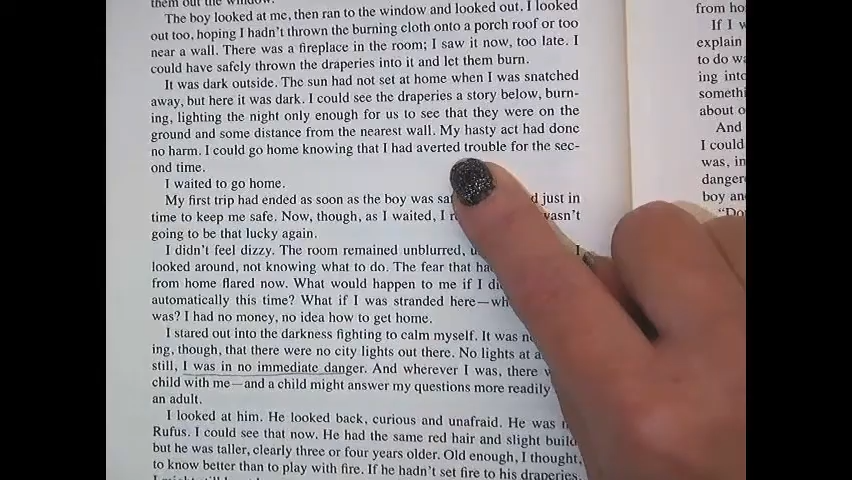 them out the window.
The boy looked at me, then ran to the window and looked out. I looked
out too, hoping I hadn't thrown the burning cloth onto a porch roof or too
near a wall. There was a fireplace in the room; I saw it now, too late. I
could have safely thrown the draperies into it and let them burn.
It was dark outside. The sun had not set at home when I was snatched
away, but here it was dark. I could see the draperies a story below, burn-
ing, lighting the night only enough for us to see that they were on the
ground and some distance from the nearest wall. My hasty act had done
no harm. I could go home knowing that I had averted trouble for the sec-
ond time.
I waited to go home.
My first trip had ended as soon as the boy was just in
time to keep me safe. Now, though, as I waited, I wasn't
going to be that lucky again.
I didn't feel dizzy. The room remained unblurred, I
looked around, not knowing what to do. The fear that
from home flared now. What would happen to me if I
automatically this time? What if I was stranded here—
was? I had no money, no idea how to get home.
I stared out into the darkness fighting to calm myself. It was
ing, though, that there were no city lights out there. No lights at
still, I was in no immediate danger. And wherever I was, there
child with me—and a child might answer my questions more readily
an adult.
I looked at him. He looked back, curious and unafraid. He was
Rufus. I could see that now. He had the same red hair and slight build
but he was taller, clearly three or four years older. Old enough, I thought,
to know better than to play with fire. If he hadn't set fire to his draperies,
from ho
If I w
explain
to do wa
ing into
somethi
about o
And
I could
was, in
danger
boy an
"Do